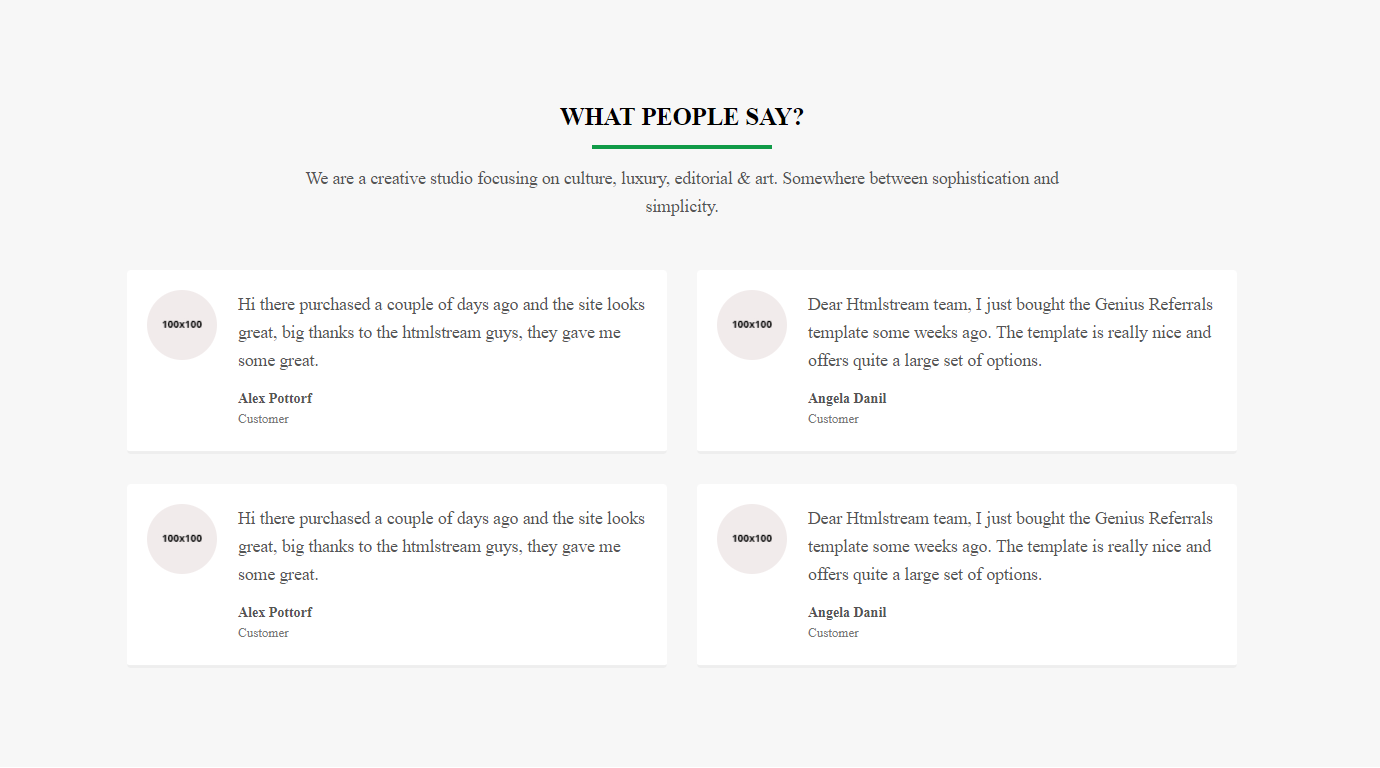 WHAT PEOPLE SAY?
We are a creative studio focusing on culture, luxury, editorial & art. Somewhere between sophistication and
simplicity.
100x100
Hi there purchased a couple of days ago and the site looks
great, big thanks to the htmlstream guys, they gave me
some great.
Alex Pottorf
Customer
100x100
Dear Htmlstream team, I just bought the Genius Referrals
template some weeks ago. The template is really nice and
offers quite a large set of options.
Angela Danil
Customer
100x100
Hi there purchased a couple of days ago and the site looks
great, big thanks to the htmlstream guys, they gave me
some great.
Alex Pottorf
Customer
100x100
Dear Htmlstream team, I just bought the Genius Referrals
template some weeks ago. The template is really nice and
offers quite a large set of options.
Angela Danil
Customer